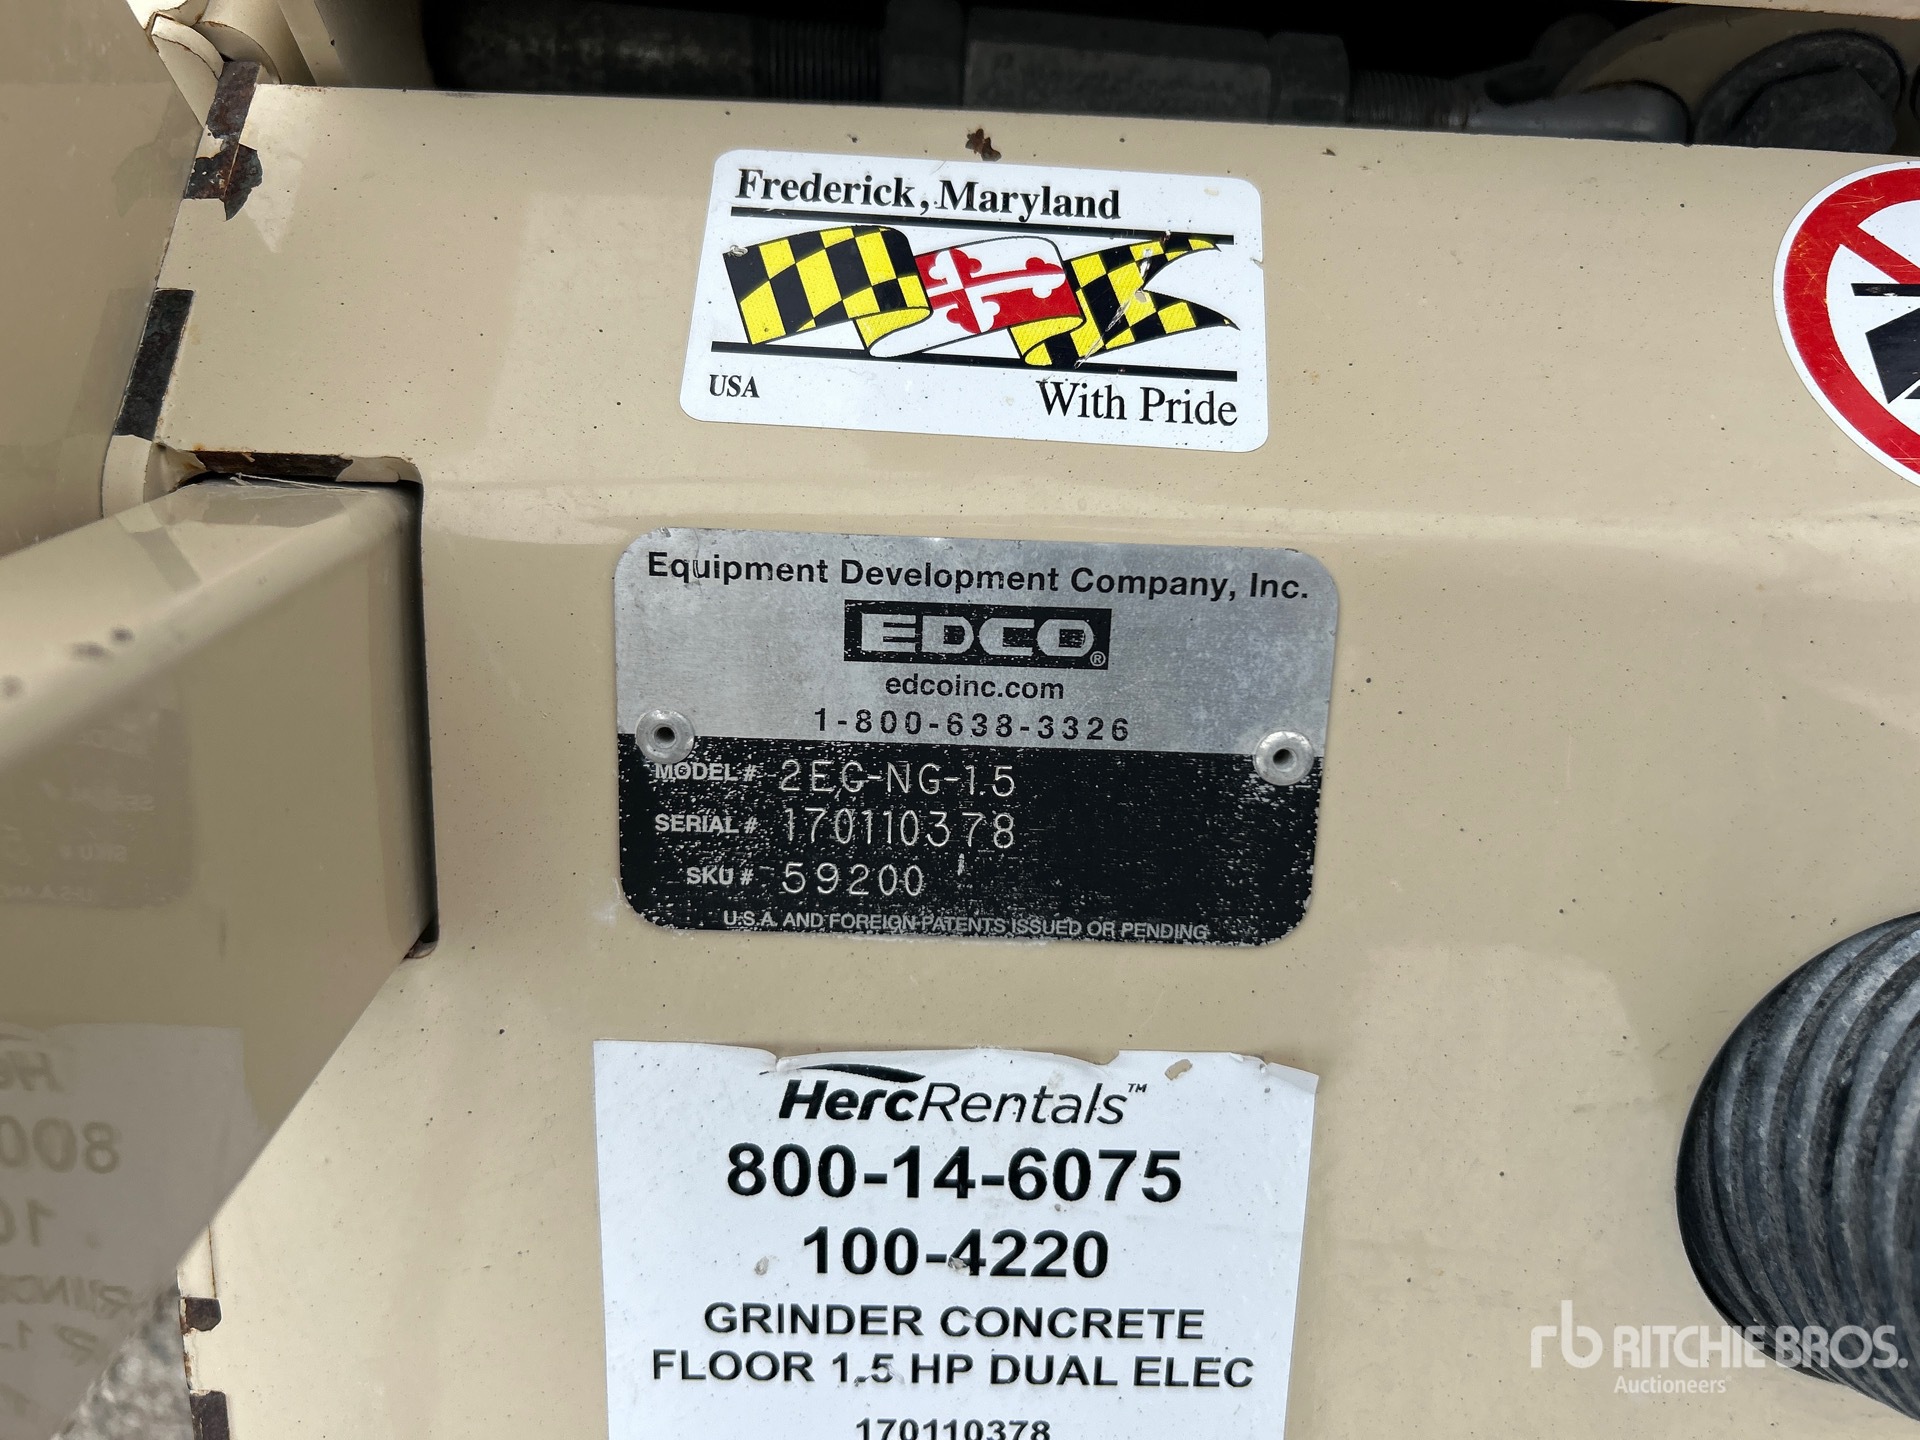 Frederick, Maryland
USA
With Pride
Equipment Development Company, Inc.
EDCO®
edcoinc.com
1-800-638-3326
MODEL # 2EG-NG-1.5
SERIAL # 170110378
SKU # 59200
U.S.A. AND FOREIGN PATENTS ISSUED OR PENDING
HercRentals™
800-14-6075
100-4220
GRINDER CONCRETE
FLOOR 1.5 HP DUAL ELEC
170110378
rb RITCHIE BROS.
Auctioneers